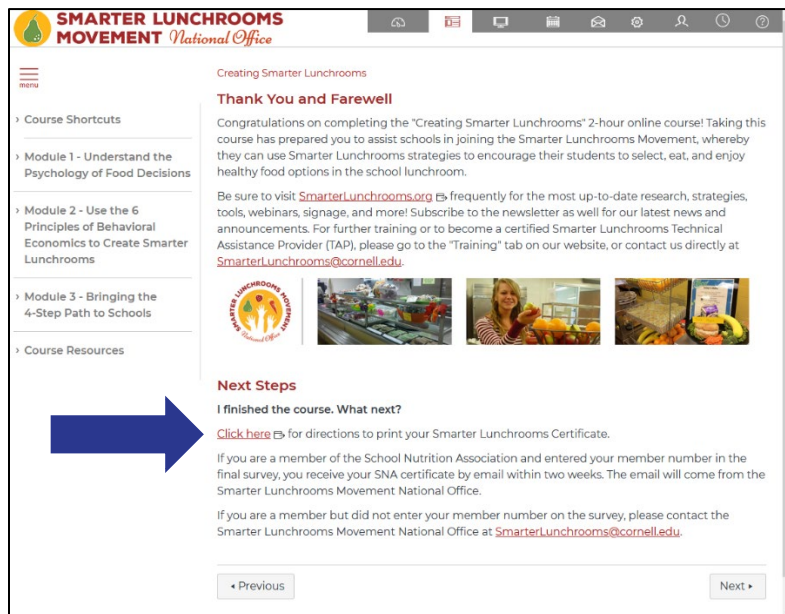 SMARTER LUNCHROOMS
MOVEMENT National Office
menu
Creating Smarter Lunchrooms
Thank You and Farewell
Congratulations on completing the "Creating Smarter Lunchrooms" 2-hour online course! Taking this
course has prepared you to assist schools in joining the Smarter Lunchrooms Movement, whereby
they can use Smarter Lunchrooms strategies to encourage their students to select, eat, and enjoy
healthy food options in the school lunchroom.
Be sure to visit SmarterLunchrooms.org frequently for the most up-to-date research, strategies,
tools, webinars, signage, and more! Subscribe to the newsletter as well for our latest news and
announcements. For further training or to become a certified Smarter Lunchrooms Technical
Assistance Provider (TAP), please go to the "Training" tab on our website, or contact us directly at
SmarterLunchrooms@cornell.edu.
› Course Shortcuts
› Module 1 - Understand the
Psychology of Food Decisions
› Module 2 - Use the 6
Principles of Behavioral
Economics to Create Smarter
Lunchrooms
› Module 3 - Bringing the
4-Step Path to Schools
› Course Resources
SMARTER LUNCHROOMS MOVEMENT
National Office
Next Steps
I finished the course. What next?
Click here for directions to print your Smarter Lunchrooms Certificate.
If you are a member of the School Nutrition Association and entered your member number in the
final survey, you receive your SNA certificate by email within two weeks. The email will come from the
Smarter Lunchrooms Movement National Office.
If you are a member but did not enter your member number on the survey, please contact the
Smarter Lunchrooms Movement National Office at SmarterLunchrooms@cornell.edu.
Previous
Next